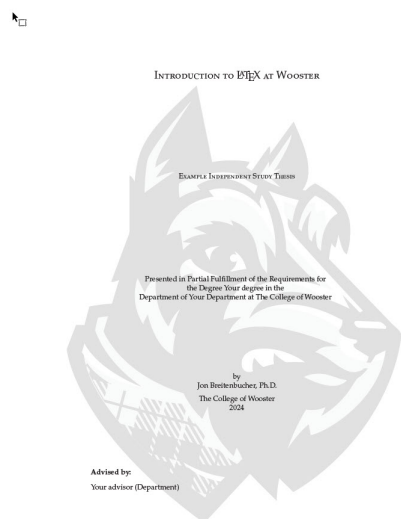 Introduction to LaTeX at Wooster
Example Independent Study Thesis
Presented in Partial Fulfillment of the Requirements for
the Degree Your degree in the
Department of Your Department at The College of Wooster
by
Jon Breitenbucher, Ph.D.
The College of Wooster
2024
Advised by:
Your advisor (Department)